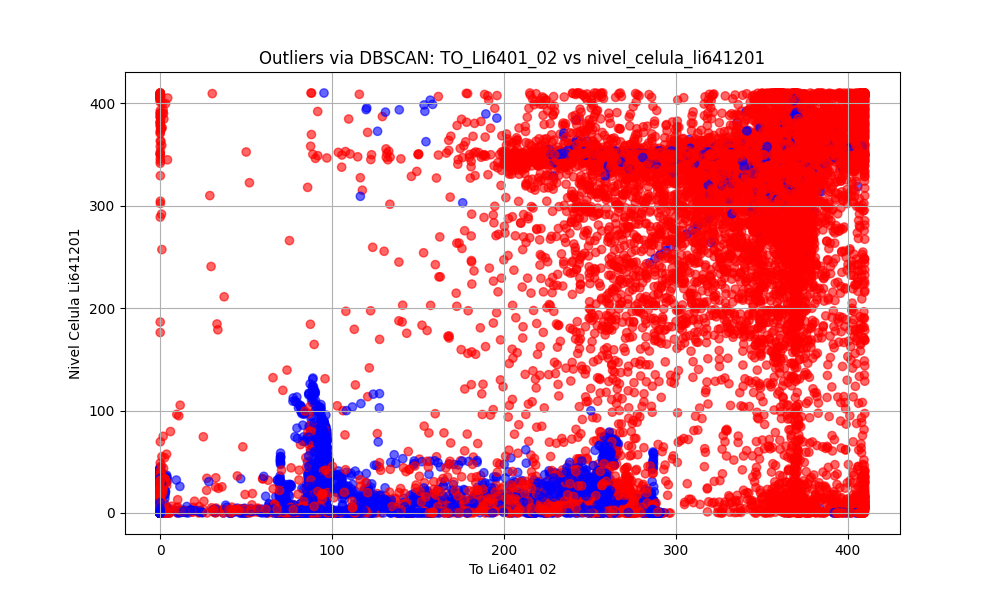 Outliers via DBSCAN: TO_LI6401_02 vs nivel_celula_li641201
400
300
200
100
0
Nivel Celula Li641201
0 100 200 300 400
To Li6401 02